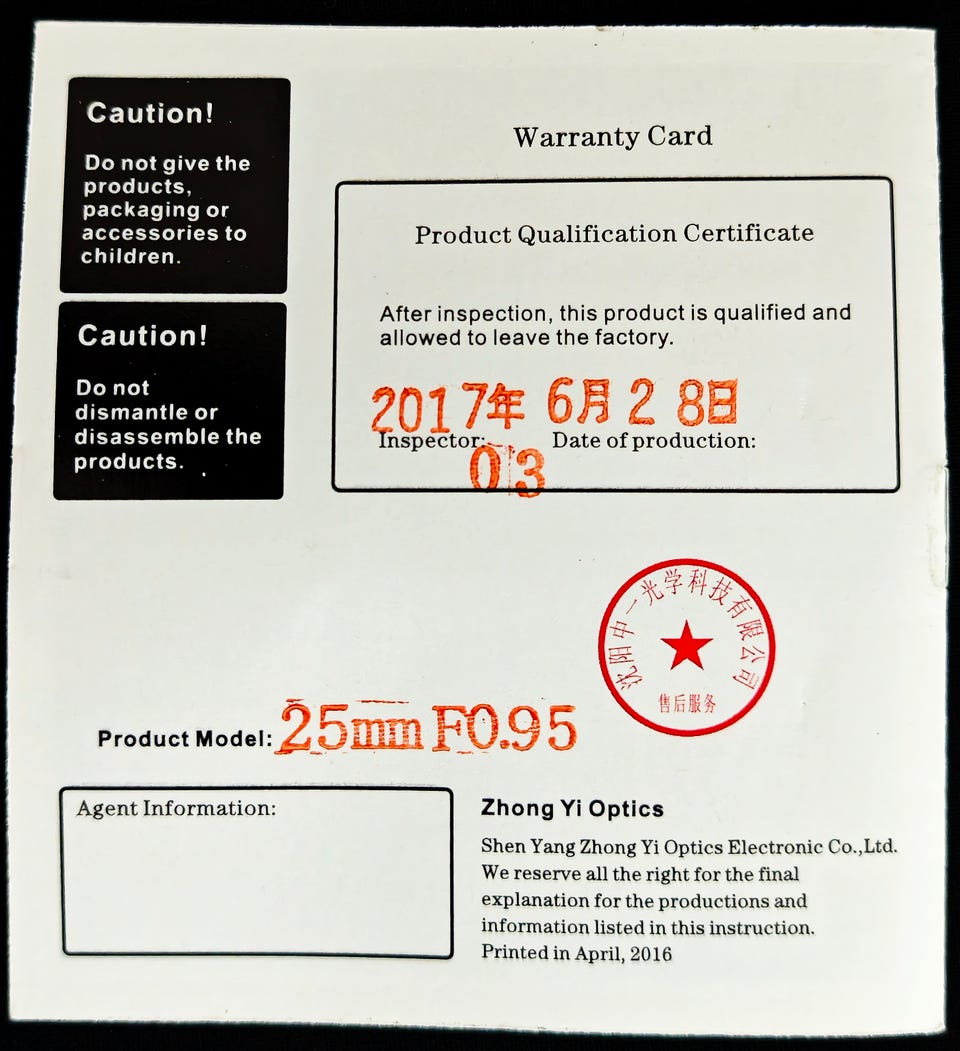 Caution!
Do not give the
products,
packaging or
accessories to
children.
Caution!
Do not
dismantle or
disassemble the
products.
Warranty Card
Product Qualification Certificate
After inspection, this product is qualified and
allowed to leave the factory.
2017年 6月 2 8日
Inspector: Date of production:
03
沈阳中一光学科技有限公司
售后服务
Product Model: 25mm F0.95
Agent Information:
Zhong Yi Optics
Shen Yang Zhong Yi Optics Electronic Co.,Ltd.
We reserve all the right for the final
explanation for the productions and
information listed in this instruction.
Printed in April, 2016